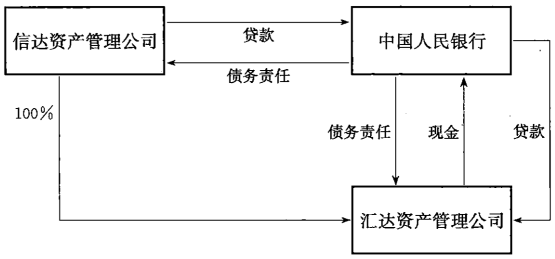 信达资产管理公司
贷款
中国人民银行
债务责任
100%
债务责任
现金
贷款
汇达资产管理公司